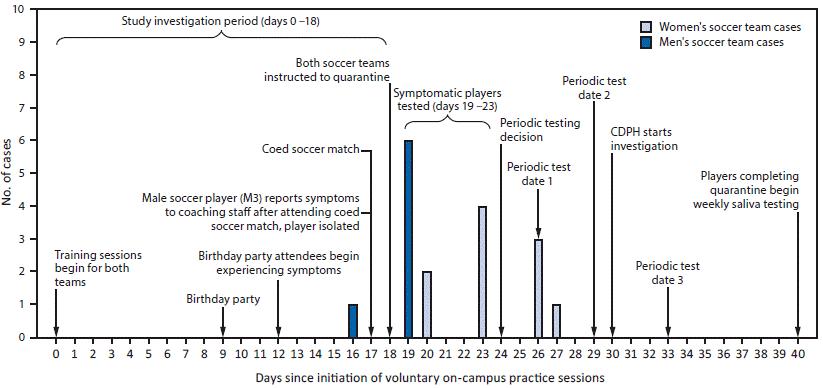 Study investigation period (days 0 –18)
Women's soccer team cases
Men's soccer team cases
Both soccer teams
instructed to quarantine
Symptomatic players
tested (days 19 –23)
Periodic test
date 2
Periodic testing
decision
CDPH starts
investigation
Coed soccer match
Periodic test
date 1
Players completing
quarantine begin
weekly saliva testing
Male soccer player (M3) reports symptoms
to coaching staff after attending coed
soccer match, player isolated
Training sessions
begin for both
teams
Birthday party attendees begin
experiencing symptoms
Periodic test
date 3
Birthday party
No. of cases
10
9
8
7
6
5
4
3
2
1
0
0 1 2 3 4 5 6 7 8 9 10 11 12 13 14 15 16 17 18 19 20 21 22 23 24 25 26 27 28 29 30 31 32 33 34 35 36 37 38 39 40
Days since initiation of voluntary on-campus practice sessions